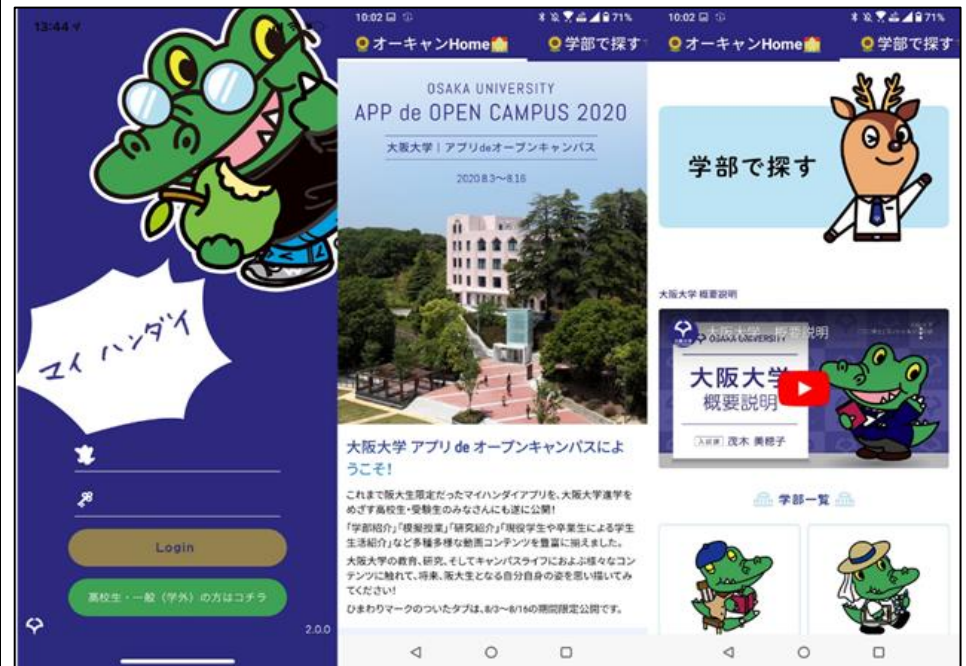 13:44
マイ ハンダイ
Login
高校生・一般（学外）の方はコチラ
2.0.0
10:02
71%
オーキャンHome
学部で探す
OSAKA UNIVERSITY
APP de OPEN CAMPUS 2020
大阪大学｜アプリdeオープンキャンパス
2020 8.3〜8.16
大阪大学 アプリ de オープンキャンパスによ
うこそ！
これまで阪大生限定だったマイハンダイアプリを、大阪大学進学を
めざす高校生・受験生のみなさんにも遂に公開！
「学部紹介」「模擬授業」「研究紹介」「現役学生や卒業生による学生
生活紹介」など多種多様な動画コンテンツを豊富に揃えました。
大阪大学の教育、研究、そしてキャンパスライフにおよぶ様々なコン
テンツに触れて、将来、阪大生となる自分自身の姿を思い描いてみ
てください！
ひまわりマークのついたタブは、8/3〜8/16の期間限定公開です。
10:02
71%
オーキャンHome
学部で探す
学部で探す
大阪大学 概要説明
大阪大学 概要説明
OSAKA UNIVERSITY
大阪大学
概要説明
入試課 茂木 美穂子
学部一覧